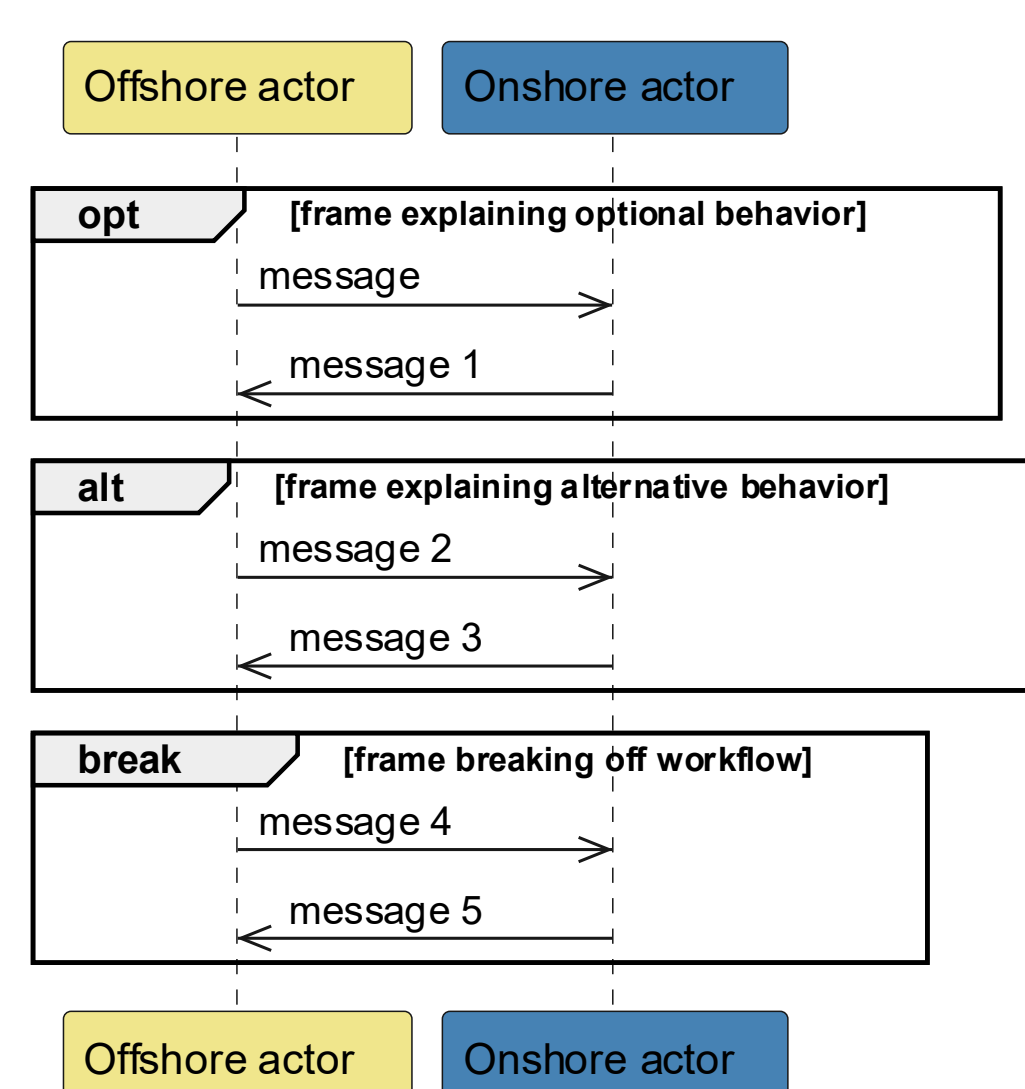 Offshore actor Onshore actor
opt [frame explaining optional behavior]
message
message 1
alt [frame explaining alternative behavior]
message 2
message 3
break [frame breaking off workflow]
message 4
message 5
Offshore actor Onshore actor